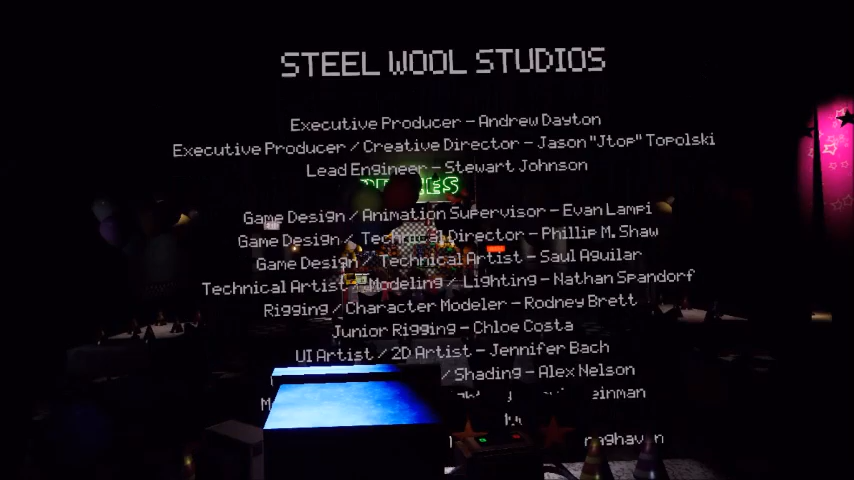 STEEL WOOL STUDIOS
Executive Producer - Andrew Dayton
Executive Producer / Creative Director - Jason "Jtop" Topolski
Lead Engineer - Stewart Johnson
Game Design / Animation Supervisor - Evan Lampi
Game Design / Technical Director - Phillip M. Shaw
Game Design / Technical Artist - Saul Aguilar
Technical Artist / Modeling / Lighting - Nathan Spandorf
Rigging / Character Modeler - Rodney Brett
Junior Rigging - Chloe Costa
UI Artist / 2D Artist - Jennifer Bach
/ Shading - Alex Nelson